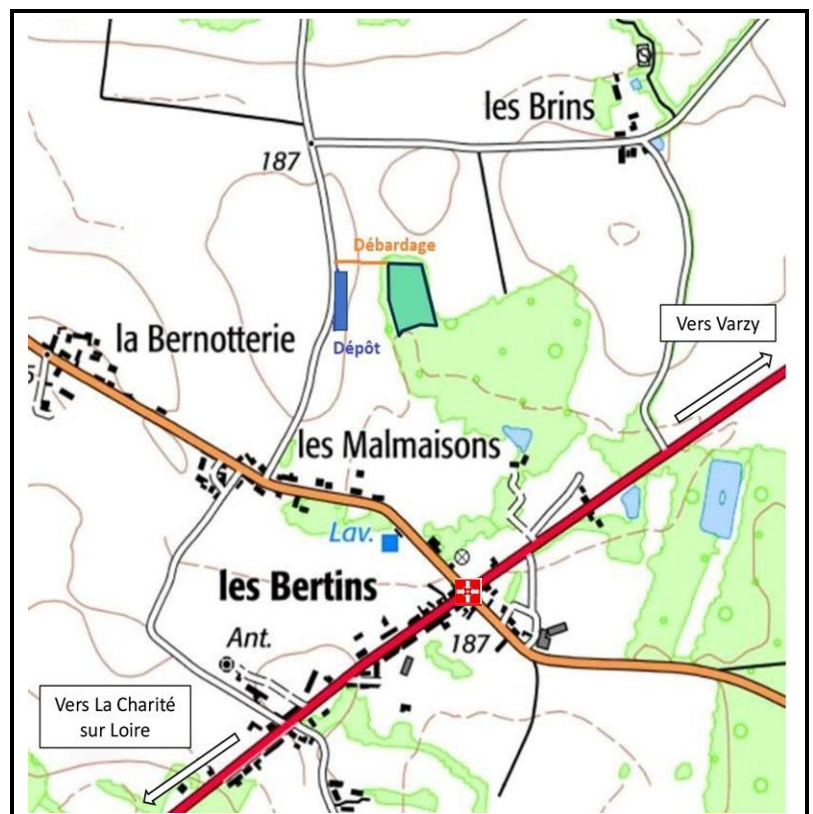 les Brins
187
Débardage
Vers Varzy
la Bernotterie
Dépôt
5
les Malmaisons
Lav.
les Bertins
187
Ant.
Vers La Charité
sur Loire